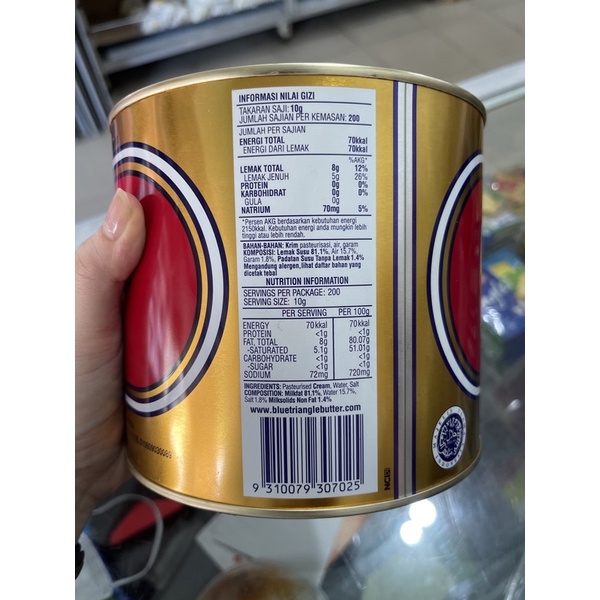 INFORMASI NILAI GIZI
TAKARAN SAJI: 10g
JUMLAH SAJIAN PER KEMASAN: 200
JUMLAH PER SAJIAN
ENERGI TOTAL 70kkal
ENERGI DARI LEMAK 70kkal
%AKG*
LEMAK TOTAL 8g 12%
LEMAK JENUH 5g 26%
PROTEIN 0g 0%
KARBOHIDRAT 0g 0%
GULA 0g
NATRIUM 70mg 5%
*Persen AKG berdasarkan kebutuhan energi
2150kkal. Kebutuhan energi anda mungkin lebih
tinggi atau lebih rendah.
BAHAN-BAHAN: Krim pasteurisasi, air, garam
KOMPOSISI: Lemak Susu 81.1%, Air 15.7%,
Garam 1.8%, Padatan Susu Tanpa Lemak 1.4%
Mengandung alergen,lihat daftar bahan yang
dicetak tebal
NUTRITION INFORMATION
SERVINGS PER PACKAGE: 200
SERVING SIZE: 10g
PER SERVING PER 100g
ENERGY 70kkal 70kkal
PROTEIN <1g <1g
FAT, TOTAL 8g 80.07g
-SATURATED 5.1g 51.01g
CARBOHYDRATE <1g <1g
-SUGAR <1g <1g
SODIUM 72mg 720mg
INGREDIENTS: Pasteurised Cream, Water, Salt
COMPOSITION: Milkfat 81.1%, Water 15.7%,
Salt 1.8% Milksolids Non Fat 1.4%
www.bluetrianglebutter.com
9 310079 307025